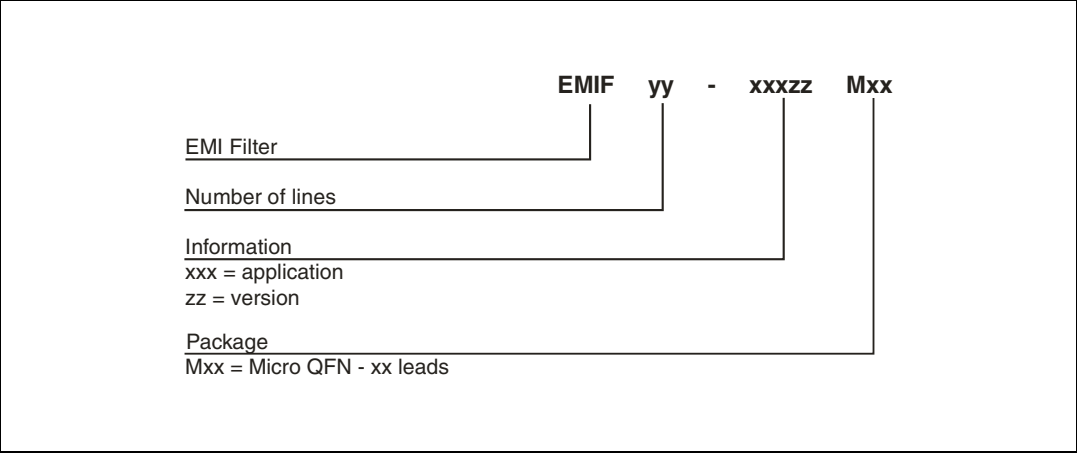 EMIF yy - xxxzz Mxx
EMI Filter
Number of lines
Information
xxx = application
zz = version
Package
Mxx = Micro QFN - xx leads